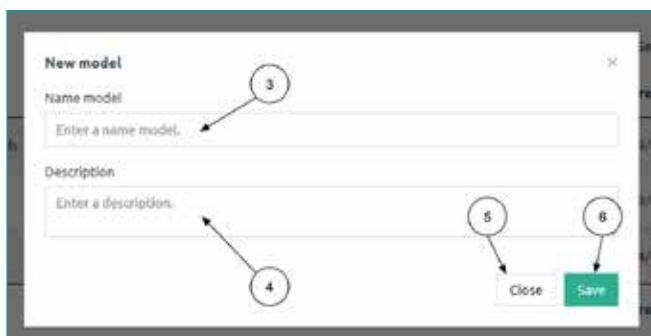 New model
×
3
Name model
Enter a name model.
Description
Enter a description.
5
6
4
Close
Save